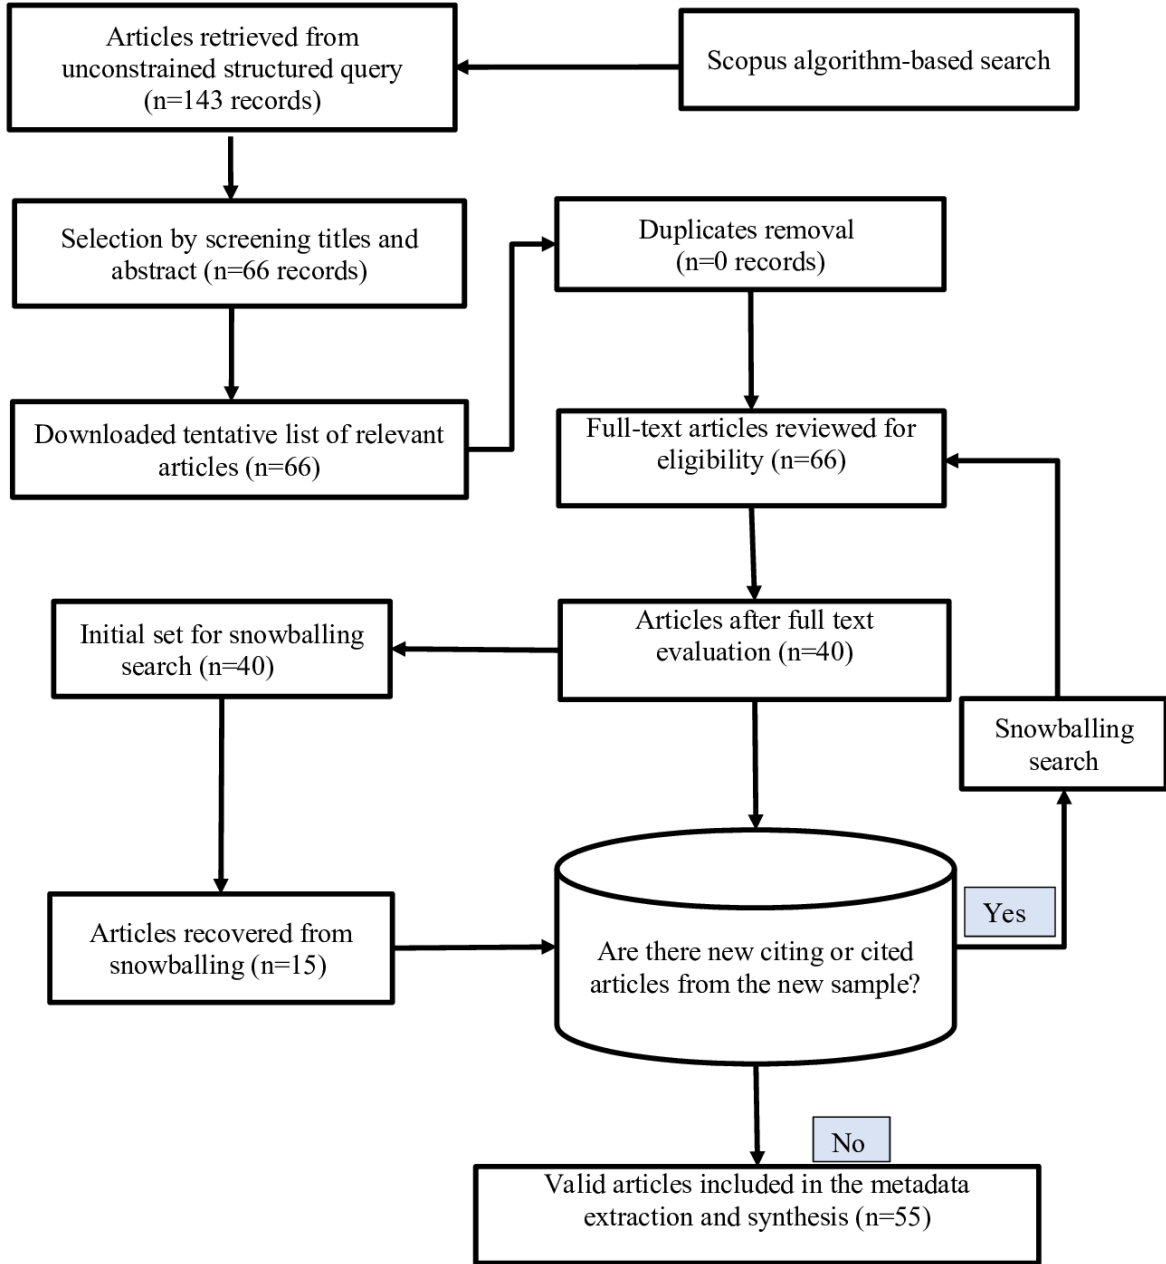 Articles retrieved from
unconstrained structured query
(n=143 records)
Scopus algorithm-based search
Selection by screening titles and
abstract (n=66 records)
Duplicates removal
(n=0 records)
Downloaded tentative list of relevant
articles (n=66)
Full-text articles reviewed for
eligibility (n=66)
Initial set for snowballing
search (n=40)
Articles after full text
evaluation (n=40)
Snowballing
search
Articles recovered from
snowballing (n=15)
Are there new citing or cited
articles from the new sample?
Yes
No
Valid articles included in the metadata
extraction and synthesis (n=55)